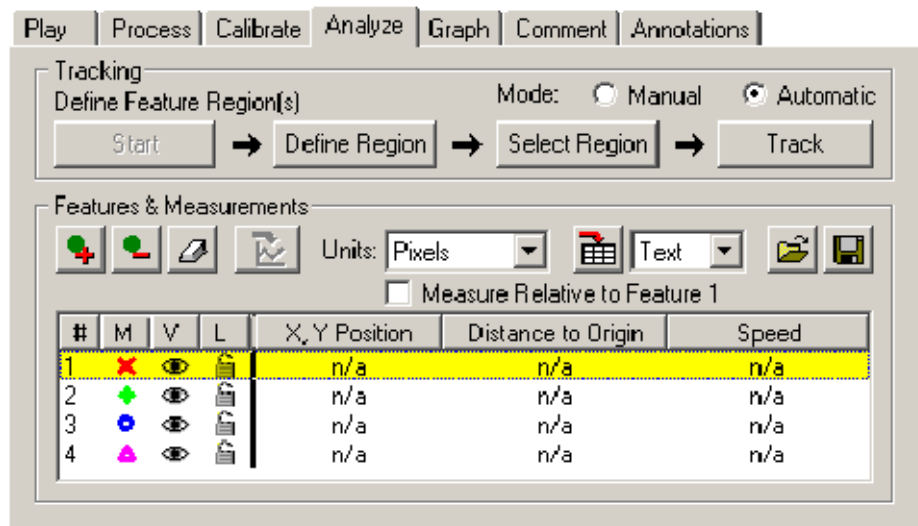 Play Process Calibrate Analyze Graph Comment Annotations
Tracking
Define Feature Region(s) Mode: Manual Automatic
Start Define Region Select Region Track
Features & Measurements
Units: Pixels Text
Measure Relative to Feature 1
# M V L X, Y Position Distance to Origin Speed
1 n/a n/a n/a
2 n/a n/a n/a
3 n/a n/a n/a
4 n/a n/a n/a